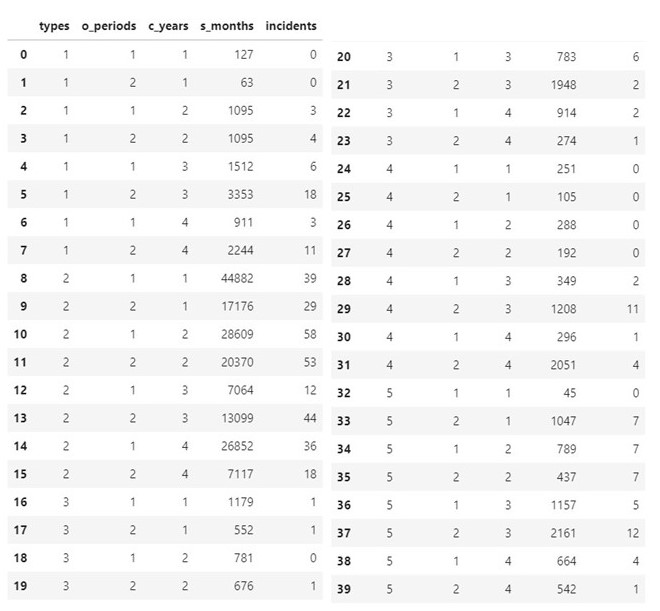 types o_periods c_years s_months incidents
0 1 1 1 127 0
1 1 2 1 63 0
2 1 1 2 1095 3
3 1 2 2 1095 4
4 1 1 3 1512 6
5 1 2 3 3353 18
6 1 1 4 911 3
7 1 2 4 2244 11
8 2 1 1 44882 39
9 2 2 1 17176 29
10 2 1 2 28609 58
11 2 2 2 20370 53
12 2 1 3 7064 12
13 2 2 3 13099 44
14 2 1 4 26852 36
15 2 2 4 7117 18
16 3 1 1 1179 1
17 3 2 1 552 1
18 3 1 2 781 0
19 3 2 2 676 1
20 3 1 3 783 6
21 3 2 3 1948 2
22 3 1 4 914 2
23 3 2 4 274 1
24 4 1 1 251 0
25 4 2 1 105 0
26 4 1 2 288 0
27 4 2 2 192 0
28 4 1 3 349 2
29 4 2 3 1208 11
30 4 1 4 296 1
31 4 2 4 2051 4
32 5 1 1 45 0
33 5 2 1 1047 7
34 5 1 2 789 7
35 5 2 2 437 7
36 5 1 3 1157 5
37 5 2 3 2161 12
38 5 1 4 664 4
39 5 2 4 542 1